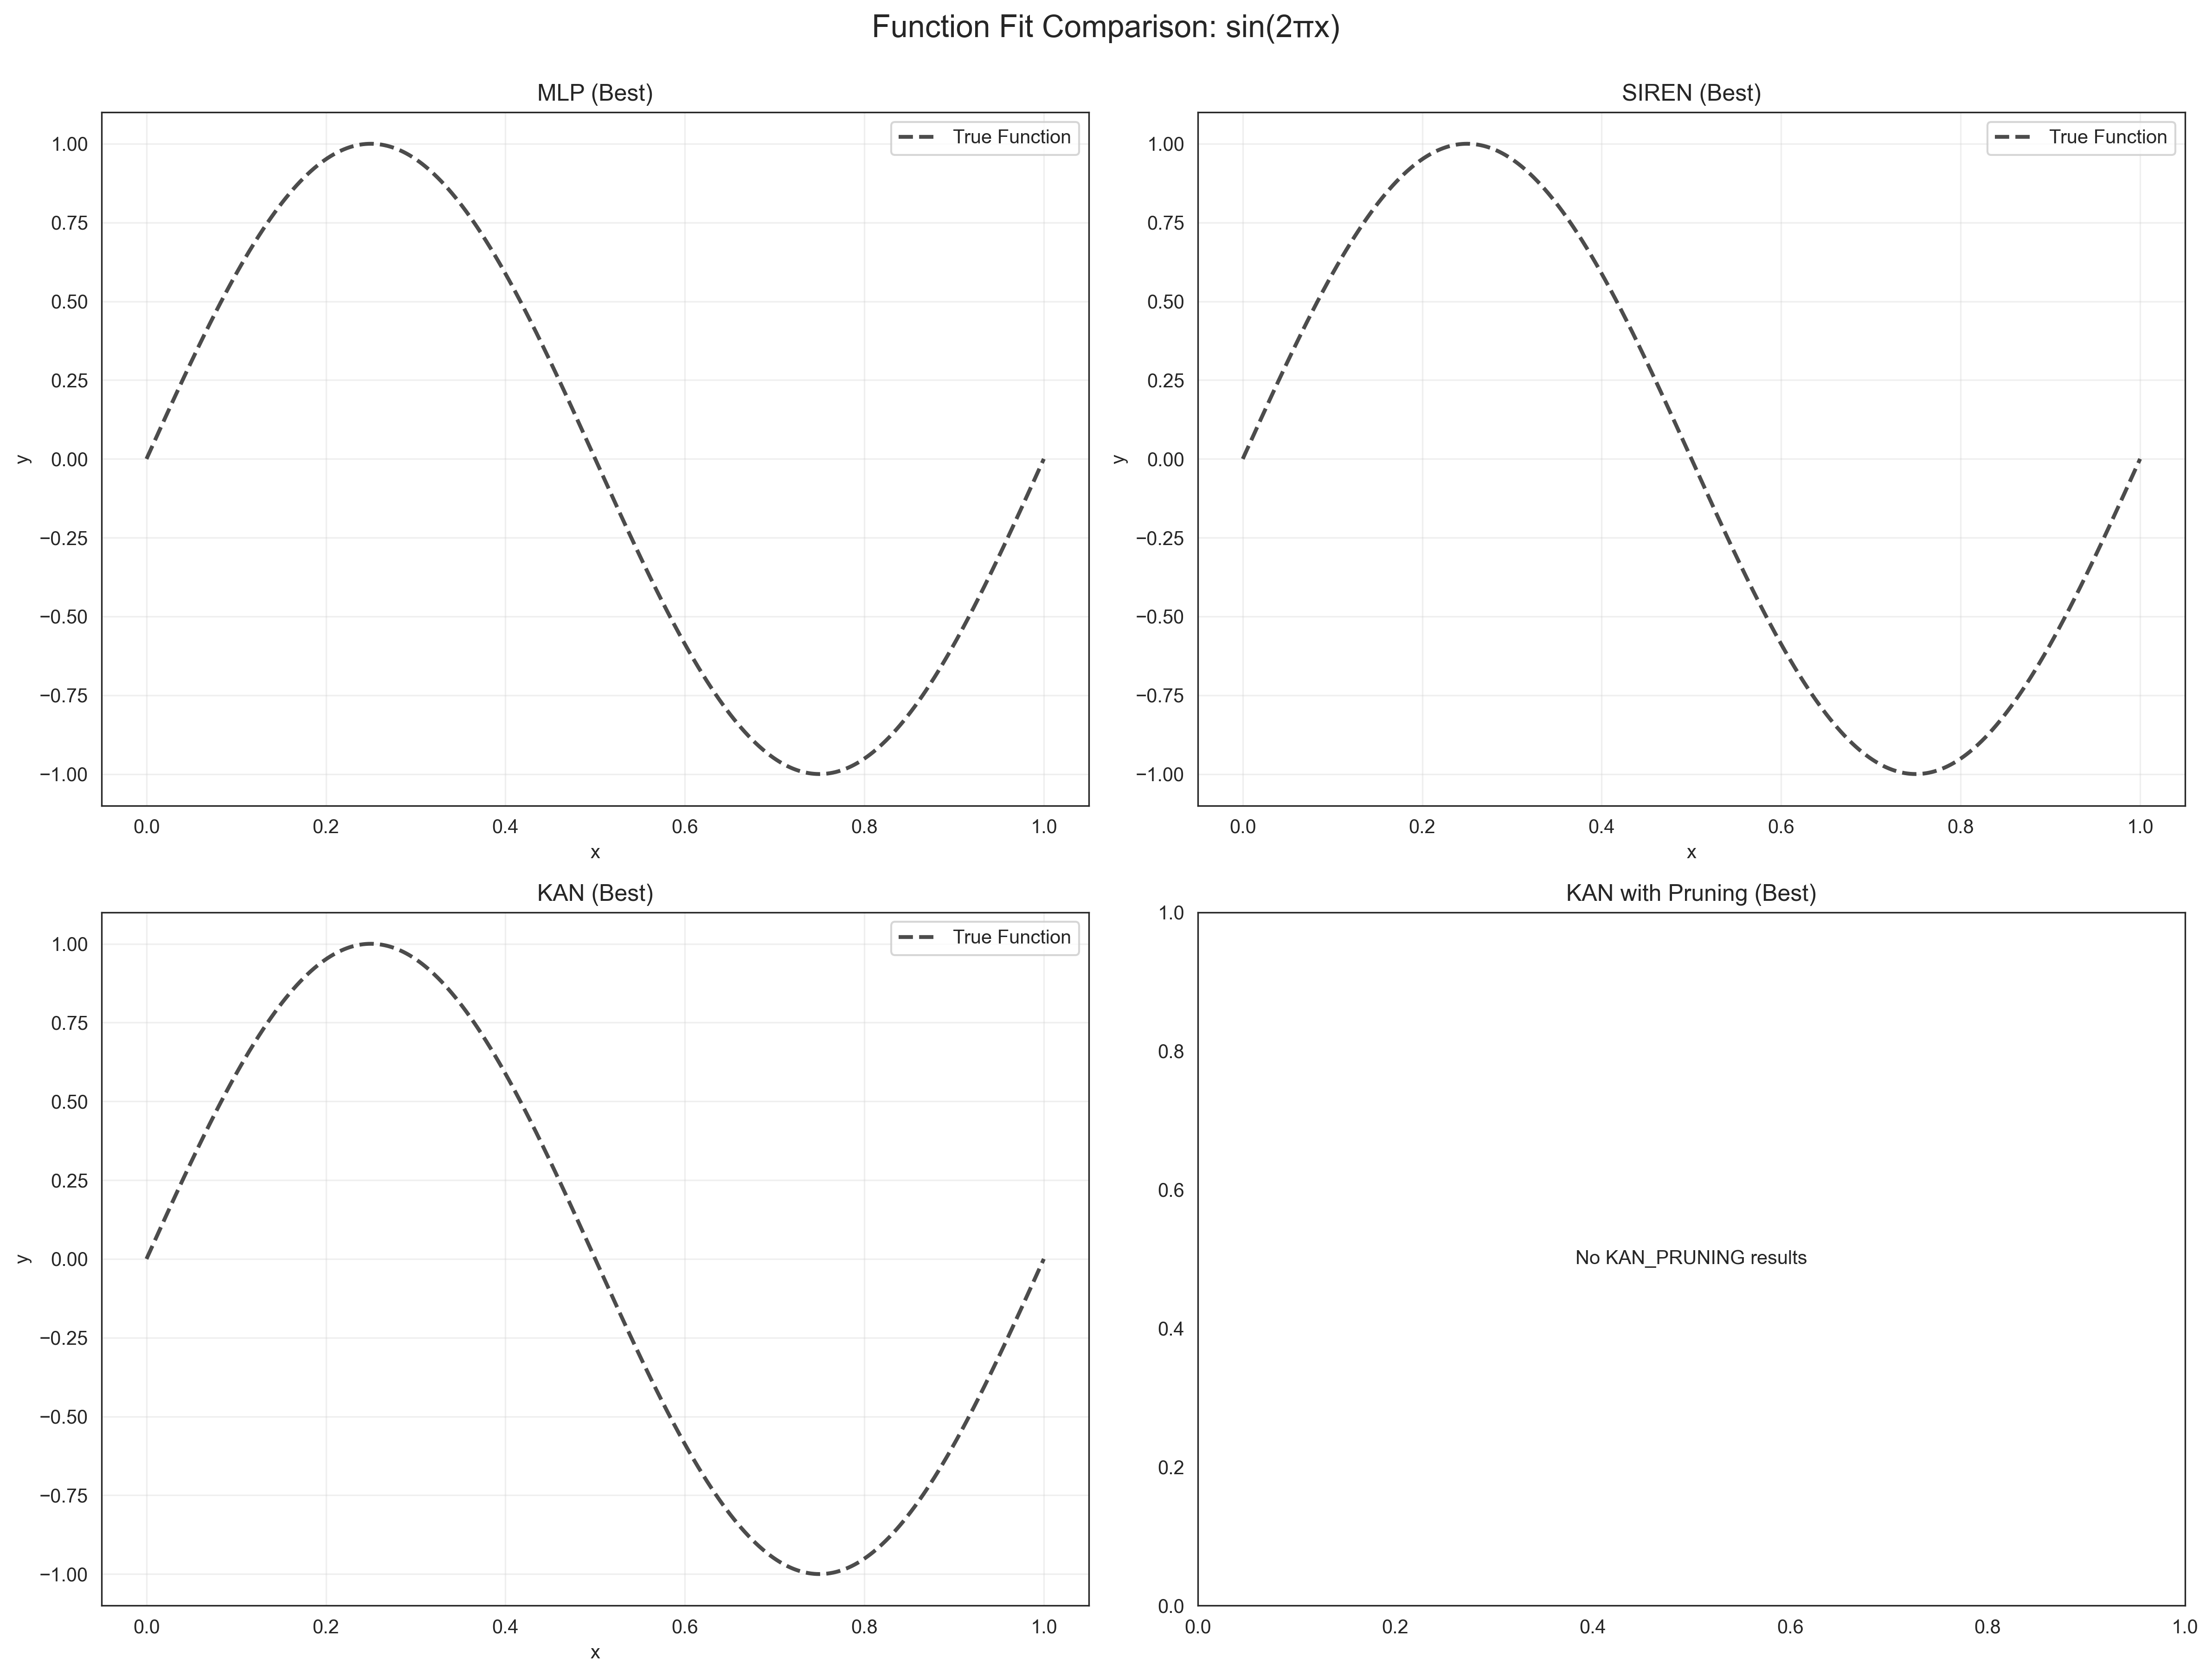 Function Fit Comparison: sin(2πx)
MLP (Best)
True Function
1.00
0.75
0.50
0.25
0.00
−0.25
−0.50
−0.75
−1.00
y
0.0 0.2 0.4 0.6 0.8 1.0
x
SIREN (Best)
True Function
1.00
0.75
0.50
0.25
0.00
−0.25
−0.50
−0.75
−1.00
y
0.0 0.2 0.4 0.6 0.8 1.0
x
KAN (Best)
True Function
1.00
0.75
0.50
0.25
0.00
−0.25
−0.50
−0.75
−1.00
y
0.0 0.2 0.4 0.6 0.8 1.0
x
KAN with Pruning (Best)
1.0
0.8
0.6
No KAN_PRUNING results
0.4
0.2
0.0
0.0 0.2 0.4 0.6 0.8 1.0